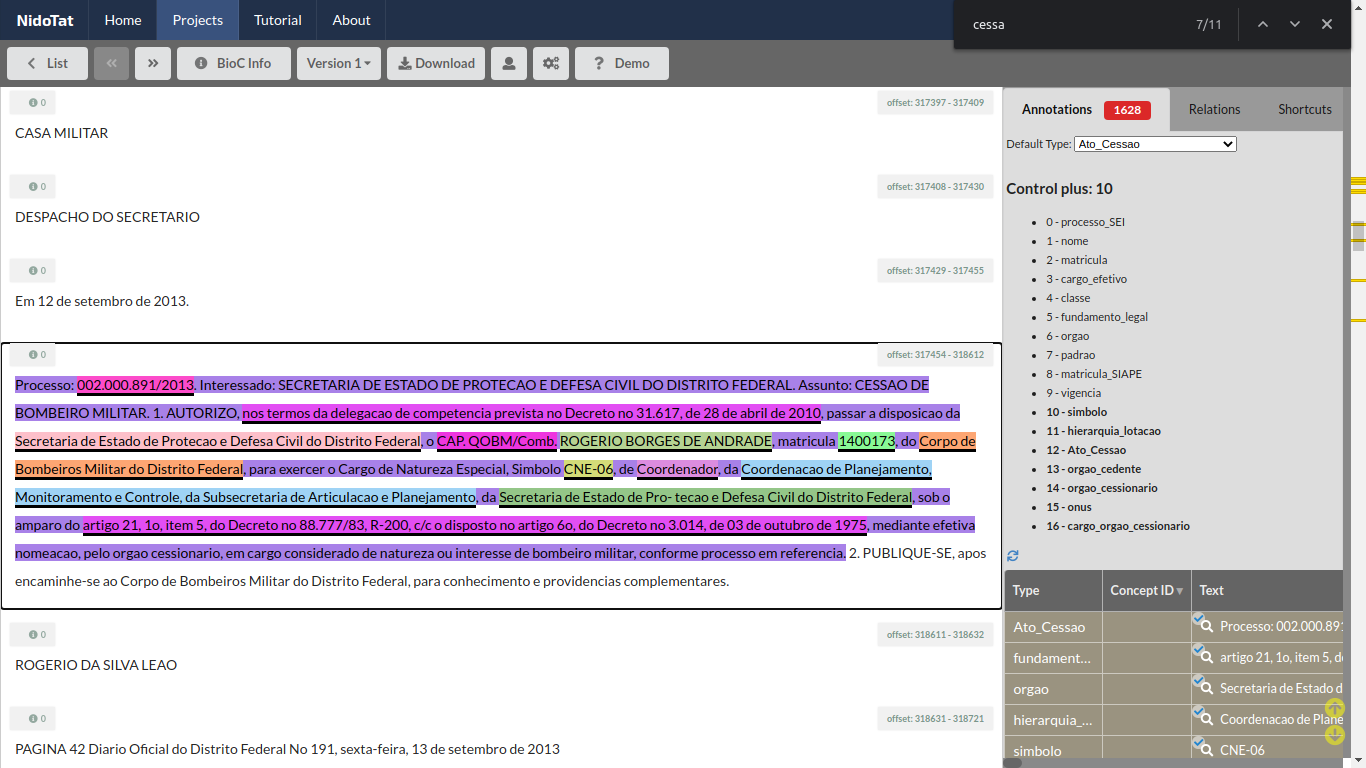 NidoTat Home Projects Tutorial About
cessa 7/11
List BioC Info Version 1 Download ? Demo
0 offset: 317397 - 317409
CASA MILITAR
0 offset: 317408 - 317430
DESPACHO DO SECRETARIO
0 offset: 317429 - 317455
Em 12 de setembro de 2013.
0 offset: 317454 - 318612
Processo: 002.000.891/2013. Interessado: SECRETARIA DE ESTADO DE PROTECAO E DEFESA CIVIL DO DISTRITO FEDERAL. Assunto: CESSAO DE
BOMBEIRO MILITAR. 1. AUTORIZO, nos termos da delegacao de competencia prevista no Decreto no 31.617, de 28 de abril de 2010, passar a disposicao da
Secretaria de Estado de Protecao e Defesa Civil do Distrito Federal, o CAP. QOBM/Comb. ROGERIO BORGES DE ANDRADE, matricula 1400173, do Corpo de
Bombeiros Militar do Distrito Federal, para exercer o Cargo de Natureza Especial, Simbolo CNE-06, de Coordenador, da Coordenacao de Planejamento,
Monitoramento e Controle, da Subsecretaria de Articulacao e Planejamento, da Secretaria de Estado de Pro- tecao e Defesa Civil do Distrito Federal, sob o
amparo do artigo 21, 1o, item 5, do Decreto no 88.777/83, R-200, c/c o disposto no artigo 6o, do Decreto no 3.014, de 03 de outubro de 1975, mediante efetiva
nomeacao, pelo orgao cessionario, em cargo considerado de natureza ou interesse de bombeiro militar, conforme processo em referencia. 2. PUBLIQUE-SE, apos
encaminhe-se ao Corpo de Bombeiros Militar do Distrito Federal, para conhecimento e providencias complementares.
0 offset: 318611 - 318632
ROGERIO DA SILVA LEAO
0 offset: 318631 - 318721
PAGINA 42 Diario Oficial do Distrito Federal No 191, sexta-feira, 13 de setembro de 2013
Annotations 1628 Relations Shortcuts
Default Type: Ato_Cessao
Control plus: 10
0 - processo_SEI
1 - nome
2 - matricula
3 - cargo_efetivo
4 - classe
5 - fundamento_legal
6 - orgao
7 - padrao
8 - matricula_SIAPE
9 - vigencia
10 - simbolo
11 - hierarquia_lotacao
12 - Ato_Cessao
13 - orgao_cedente
14 - orgao_cessionario
15 - onus
16 - cargo_orgao_cessionario
Type Concept ID Text
Ato_Cessao Processo: 002.000.891
fundament... artigo 21, 1o, item 5, d
orgao Secretaria de Estado d
hierarquia_... Coordenacao de Plane
simbolo CNE-06